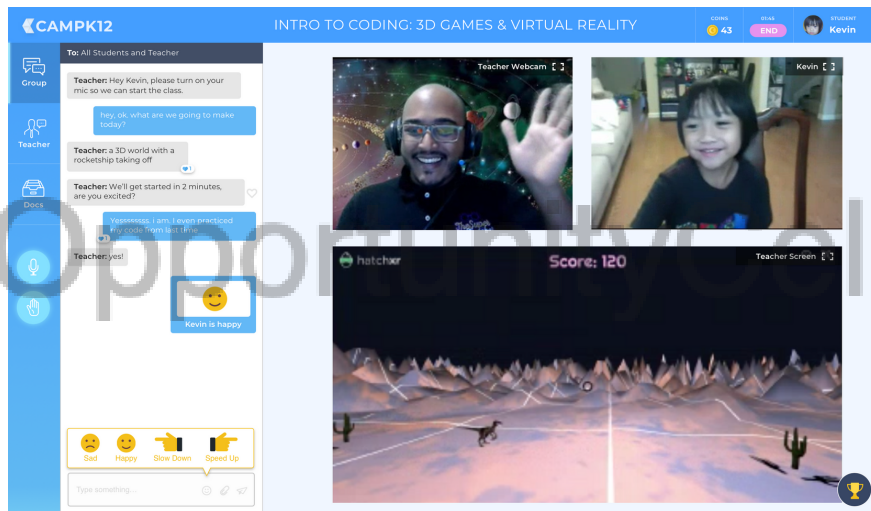 CAMPK12
INTRO TO CODING: 3D GAMES & VIRTUAL REALITY
COINS
C 43
01:45
END
STUDENT
Kevin
Group
Teacher
Docs
To: All Students and Teacher
Teacher: Hey Kevin, please turn on your
mic so we can start the class.
hey, ok. what are we going to make
today?
Teacher: a 3D world with a
rocketship taking off
1
Teacher: We'll get started in 2 minutes,
are you excited?
Yessssssss. I am. I even practiced
my code from last time
Teacher: yes!
Kevin is happy
Sad
Happy
Slow Down
Speed Up
Type something...
Teacher Webcam
Kevin
hatchxr
Score: 120
Teacher Screen
OpportunityCel